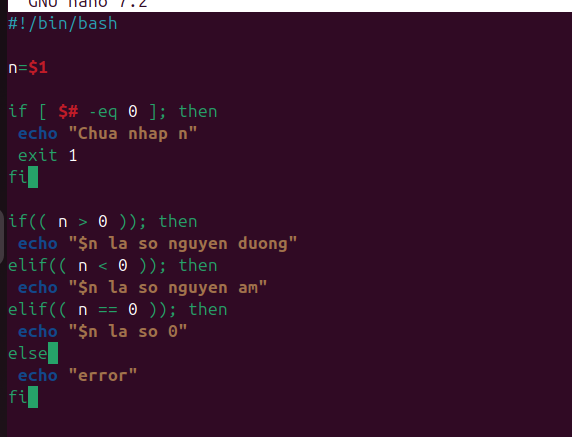 GNU nano 7.2
#!/bin/bash
n=$1
if [ $# -eq 0 ]; then
echo "Chua nhap n"
exit 1
fi
if(( n > 0 )); then
echo "$n la so nguyen duong"
elif(( n < 0 )); then
echo "$n la so nguyen am"
elif(( n == 0 )); then
echo "$n la so 0"
else
echo "error"
fi